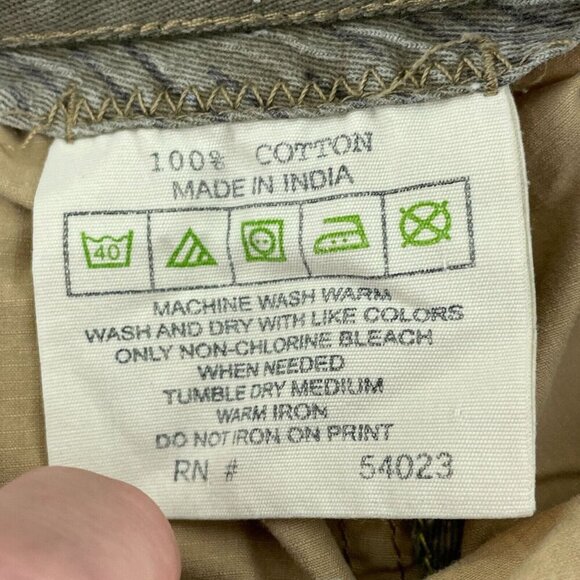 100% COTTON
MADE IN INDIA
40
MACHINE WASH WARM
WASH AND DRY WITH LIKE COLORS
ONLY NON-CHLORINE BLEACH
WHEN NEEDED
TUMBLE DRY MEDIUM
WARM IRON
DO NOT IRON ON PRINT
RN # 54023